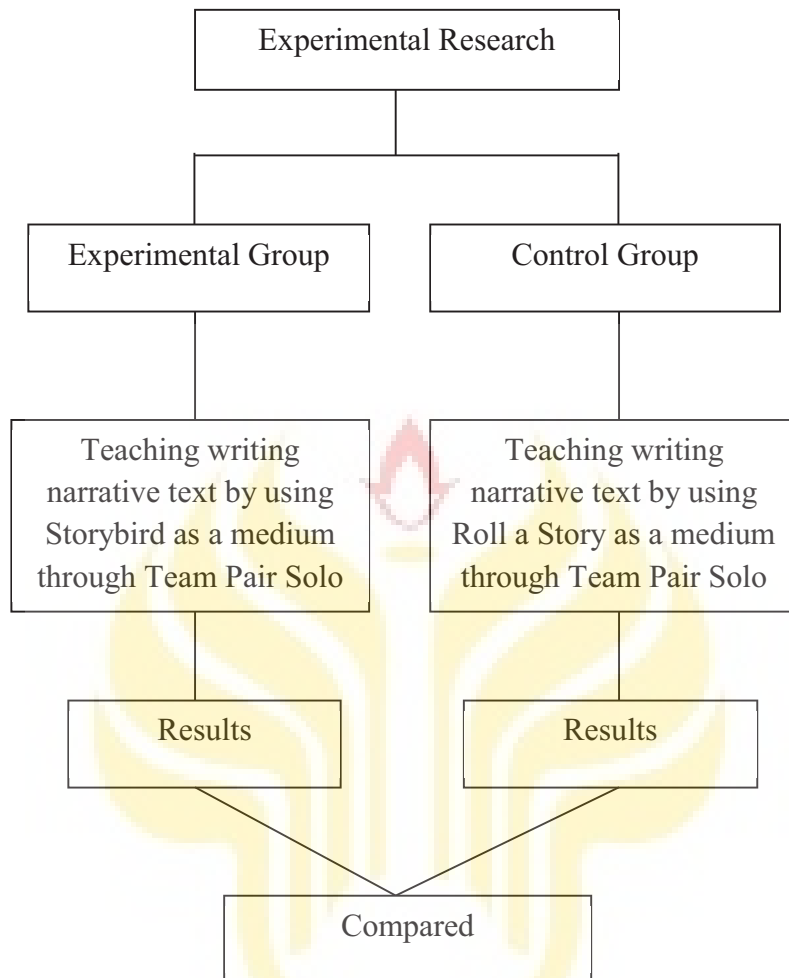 Experimental Research
Experimental Group
Control Group
Teaching writing
narrative text by using
Storybird as a medium
through Team Pair Solo
Teaching writing
narrative text by using
Roll a Story as a medium
through Team Pair Solo
Results
Results
Compared